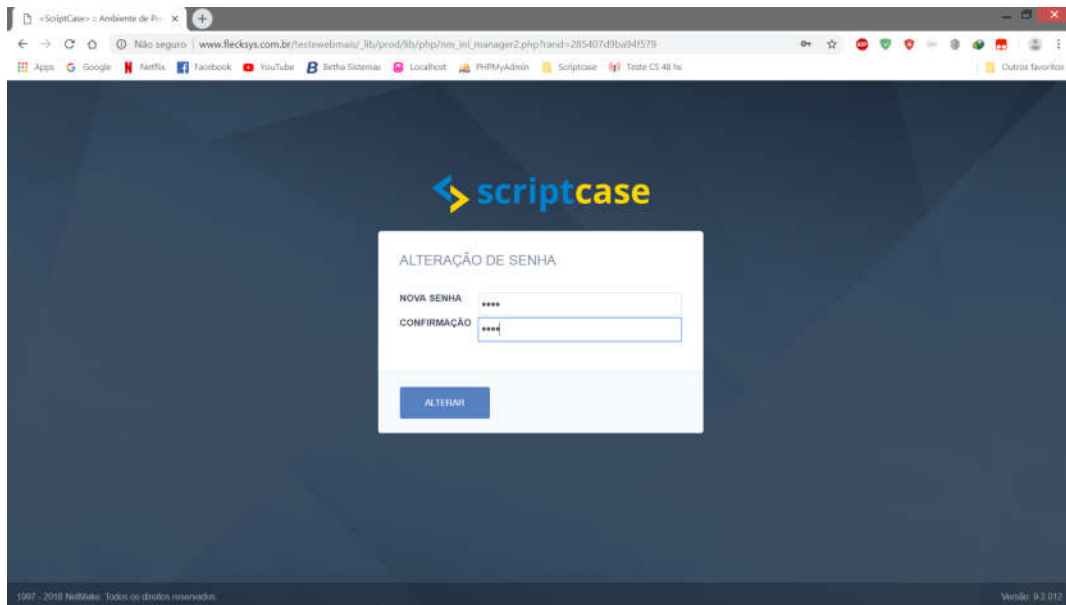 <ScriptCase> :: Ambiente de Pro
Não seguro | www.flecksys.com.br/testewebmais/_lib/prod/lib/php/nm_ini_manager2.php?rand=285407d9ba94f579
Apps Google Netflix Facebook YouTube Betha Sistemas Localhost PHPMyAdmin Scriptcase Teste CS 48 hs Outros favoritos
scriptcase
ALTERAÇÃO DE SENHA
NOVA SENHA ••••
CONFIRMAÇÃO ••••
ALTERAR
1997 - 2018 NetMake. Todos os direitos reservados. Versão: 9.2.012